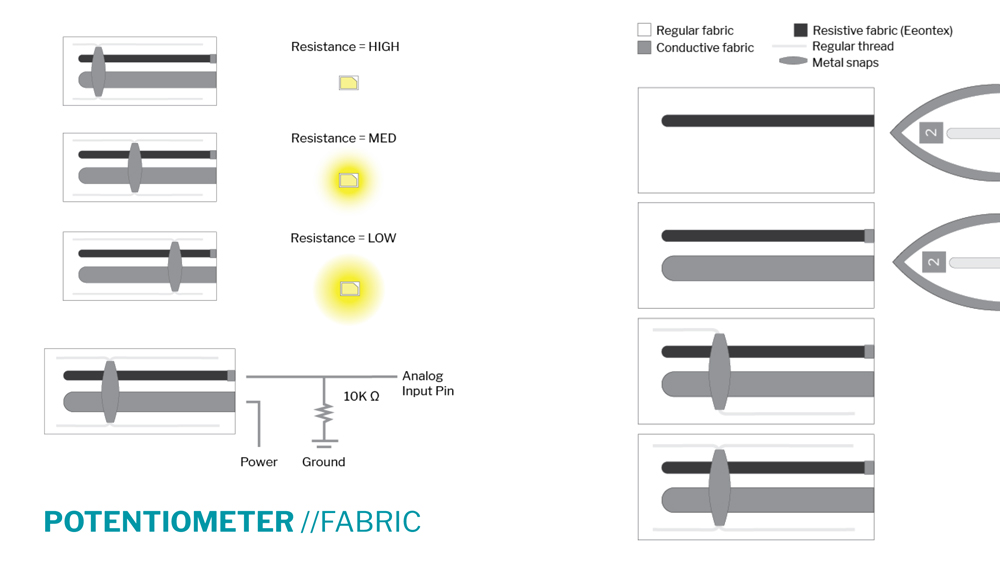 Resistance = HIGH
Resistance = MED
Resistance = LOW
Analog
Input Pin
10K Ω
Power
Ground
POTENTIOMETER //FABRIC
Regular fabric
Conductive fabric
Resistive fabric (Eeontex)
Regular thread
Metal snaps
2
2